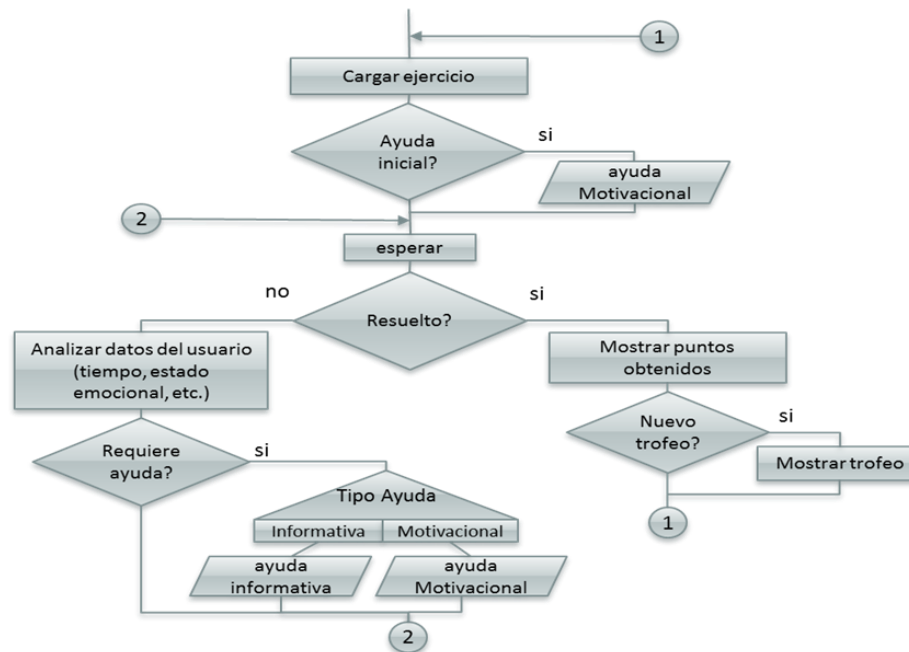 1
Cargar ejercicio
Ayuda
inicial?
si
ayuda
Motivacional
2
esperar
no
Resuelto?
si
Analizar datos del usuario
(tiempo, estado
emocional, etc.)
Mostrar puntos
obtenidos
Requiere
ayuda?
si
Nuevo
trofeo?
si
Mostrar trofeo
Tipo Ayuda
Informativa
Motivacional
ayuda
informativa
ayuda
Motivacional
1
2